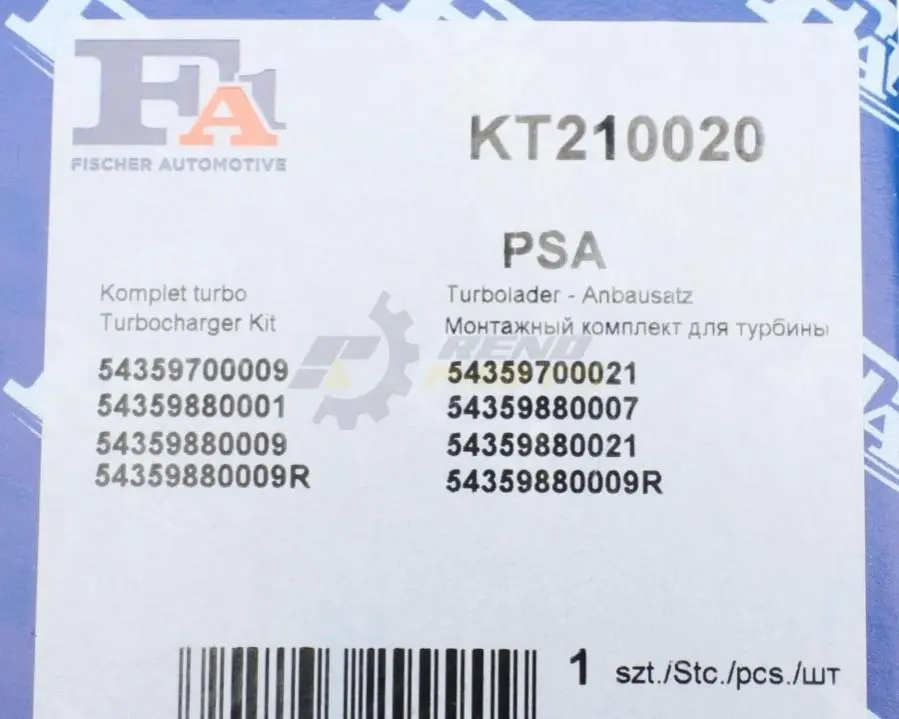 FA1
FISCHER AUTOMOTIVE
KT210020
PSA
Komplet turbo
Turbocharger Kit
Turbolader - Anbausatz
Монтажный комплект для турбины
54359700009
54359880001
54359880009
54359880009R
54359700021
54359880007
54359880021
54359880009R
REND
1 szt./Stc./pcs./шт